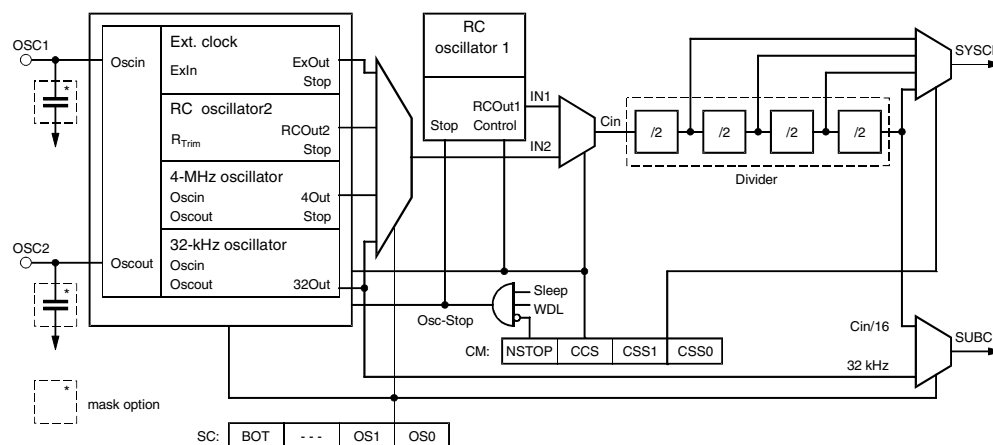 OSC1
Oscin
Ext. clock
ExIn
ExOut
Stop
RC oscillator2
RTrim
RCOut2
Stop
4-MHz oscillator
Oscin
Oscout
4Out
Stop
32-kHz oscillator
Oscin
Oscout
32Out
OSC2
Oscout
*
*
*
mask option
RC
oscillator 1
RCOut1
Stop
Control
IN1
IN2
Cin
/2
/2
/2
/2
Divider
SYSCL
Osc-Stop
Sleep
WDL
CM:
NSTOP
CCS
CSS1
CSS0
Cin/16
32 kHz
SUBCL
SC:
BOT
- - -
OS1
OS0